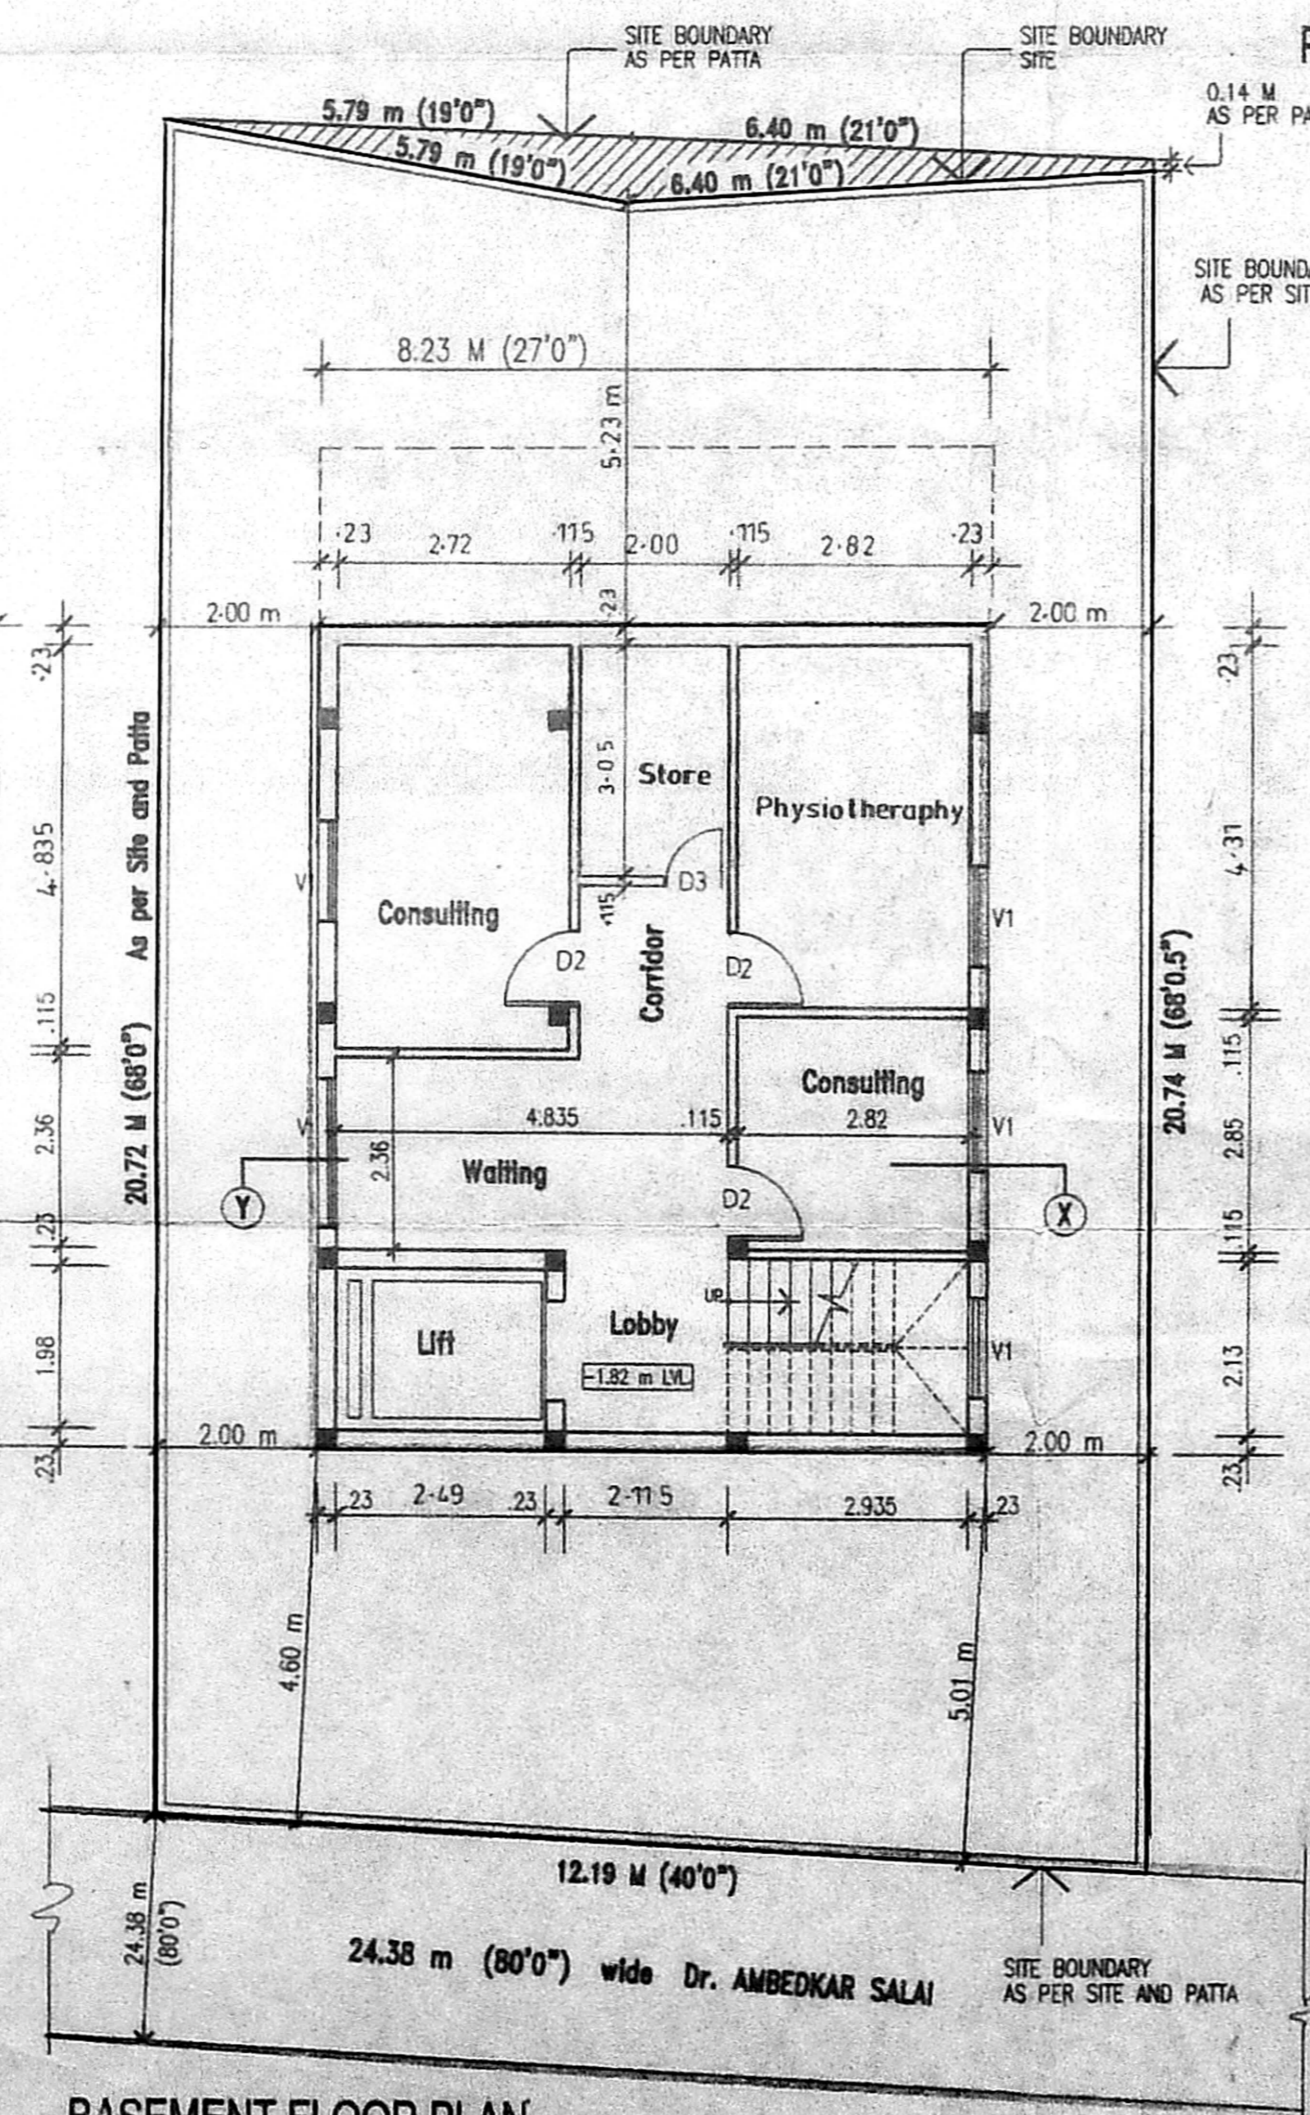 SITE BOUNDARY
AS PER PATTA
SITE BOUNDARY
SITE
0.14 M
AS PER
5.79 m (19'0")
6.40 m (21'0")
5.79 m (19'0")
6.40 m (21'0")
SITE
AS PER
8.23 M (27'0")
5.23 m
.23
2.72
.115
2.00
.115
2.82
.23
.23
2.00 m
2.00 m
.23
4.835
.115
2.36
.23
1.98
.23
20.72 M (68'0") As per Site and Patta
3.05
Store
Physiotheraphy
D3
.115
V
Consulting
V1
D2
Corridor
D2
Consulting
4.835
.115
2.82
V
V1
2.36
Waiting
Y
D2
X
UP
Lift
Lobby
-1.82 m LVL
V1
.23
4.31
.115
2.85
.115
2.13
.23
20.74 M (68'0.5")
2.00 m
2.00 m
.23
2.49
.23
2.115
2.935
.23
4.60 m
5.01 m
12.19 M (40'0")
24.38 m
(80'0")
24.38 m (80'0") wide Dr. AMBEDKAR SALAI
SITE BOUNDARY
AS PER SITE AND PATTA
BASEMENT FLOOR PLAN